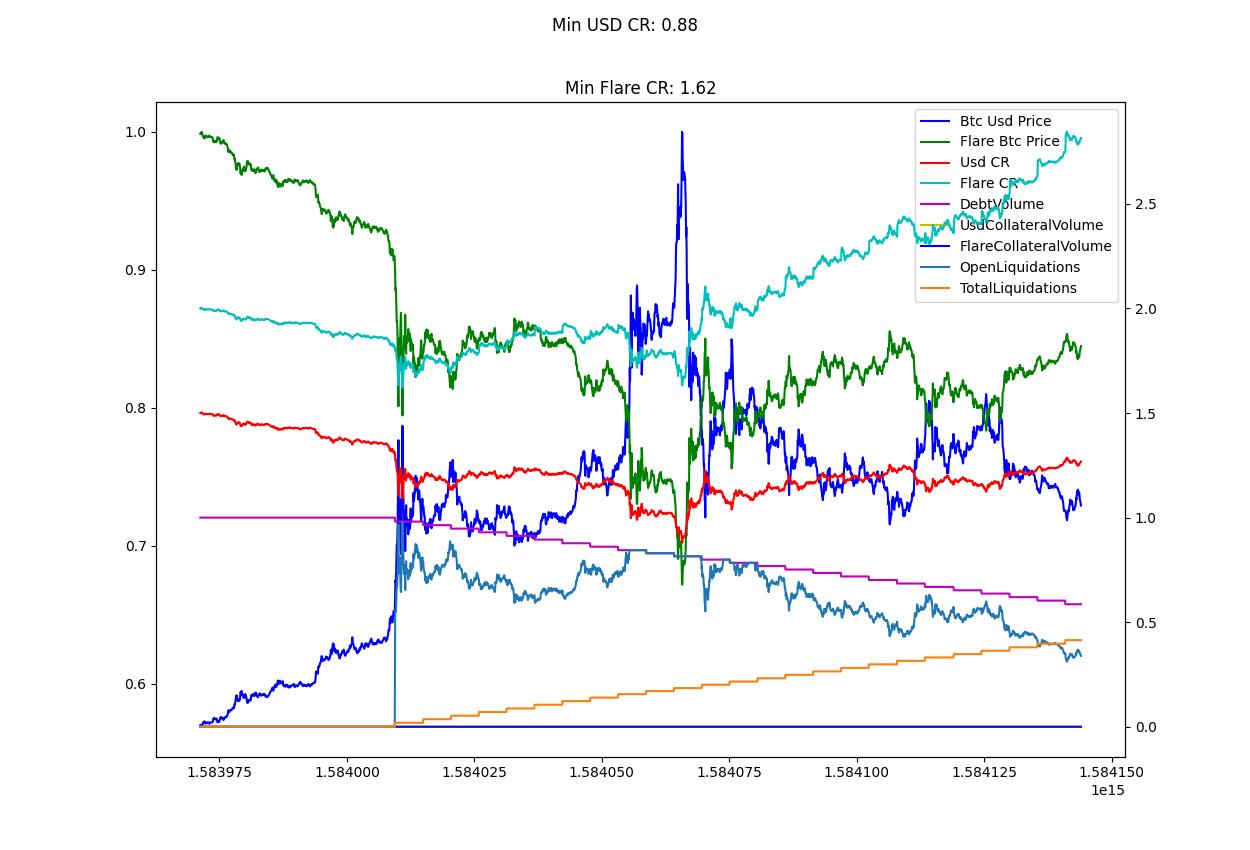 Min USD CR: 0.88
Min Flare CR: 1.62
1.0
0.9
0.8
0.7
0.6
Btc Usd Price
Flare Btc Price
Usd CR
Flare CR
DebtVolume
UsdCollateralVolume
FlareCollateralVolume
OpenLiquidations
TotalLiquidations
2.5
2.0
1.5
1.0
0.5
0.0
1.583975 1.584000 1.584025 1.584050 1.584075 1.584100 1.584125 1.584150
1e15